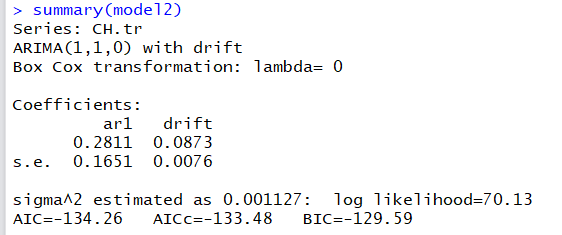 > summary(model2)
Series: CH.tr
ARIMA(1,1,0) with drift
Box Cox transformation: lambda= 0
Coefficients:
ar1 drift
0.2811 0.0873
s.e. 0.1651 0.0076
sigma^2 estimated as 0.001127: log likelihood=70.13
AIC=-134.26 AICc=-133.48 BIC=-129.59